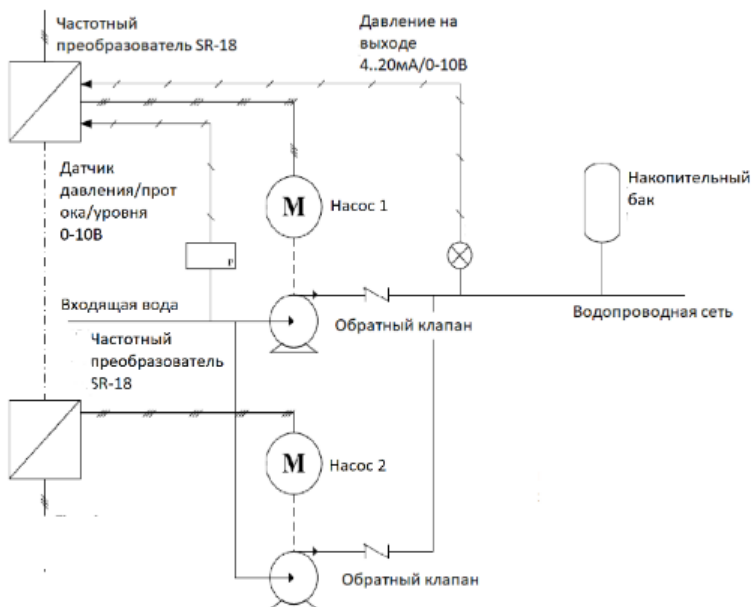 Частотный
преобразователь SR-18
Давление на
выходе
4..20мА/0-10В
Датчик
давления/прот
ока/уровня
0-10В
М
Насос 1
Накопительный
бак
P
Входящая вода
Обратный клапан
Водопроводная сеть
Частотный
преобразователь
SR-18
М
Насос 2
Обратный клапан